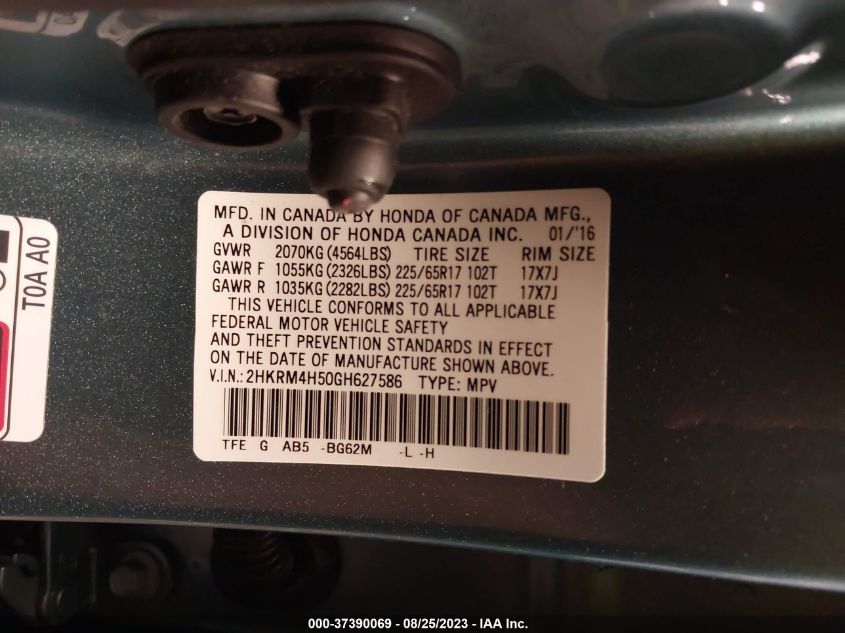 MFD. IN CANADA BY HONDA OF CANADA MFG.,
A DIVISION OF HONDA CANADA INC. 01/'16
GVWR 2070KG (4564LBS) TIRE SIZE RIM SIZE
GAWR F 1055KG (2326LBS) 225/65R17 102T 17X7J
GAWR R 1035KG (2282LBS) 225/65R17 102T 17X7J
THIS VEHICLE CONFORMS TO ALL APPLICABLE
FEDERAL MOTOR VEHICLE SAFETY
AND THEFT PREVENTION STANDARDS IN EFFECT
ON THE DATE OF MANUFACTURE SHOWN ABOVE.
V.I.N.: 2HKRM4H50GH627586 TYPE: MPV
TFE G AB5 -BG62M -L -H
T0A A0
000-37390069 - 08/25/2023 - IAA Inc.